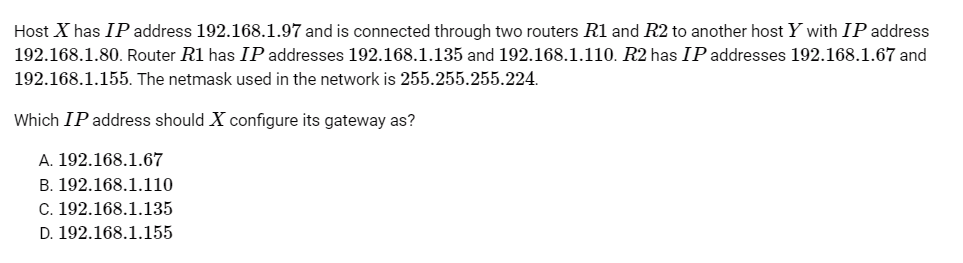 Host X has IP address 192.168.1.97 and is connected through two routers R1 and R2 to another host Y with IP address
192.168.1.80. Router R1 has IP addresses 192.168.1.135 and 192.168.1.110. R2 has IP addresses 192.168.1.67 and
192.168.1.155. The netmask used in the network is 255.255.255.224.
Which IP address should X configure its gateway as?
A. 192.168.1.67
B. 192.168.1.110
C. 192.168.1.135
D. 192.168.1.155